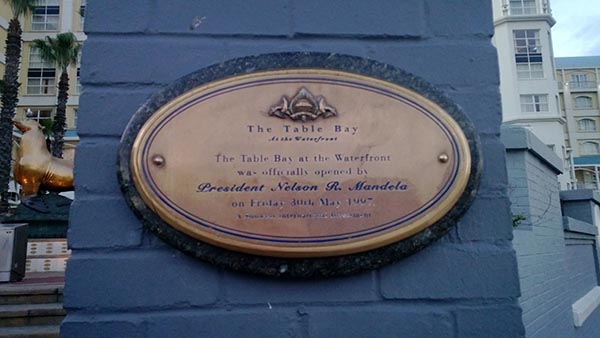 The Table Bay
At the Waterfront
The Table Bay at the Waterfront
was officially opened by
President Nelson R. Mandela
on Friday 30th May 1997.
A